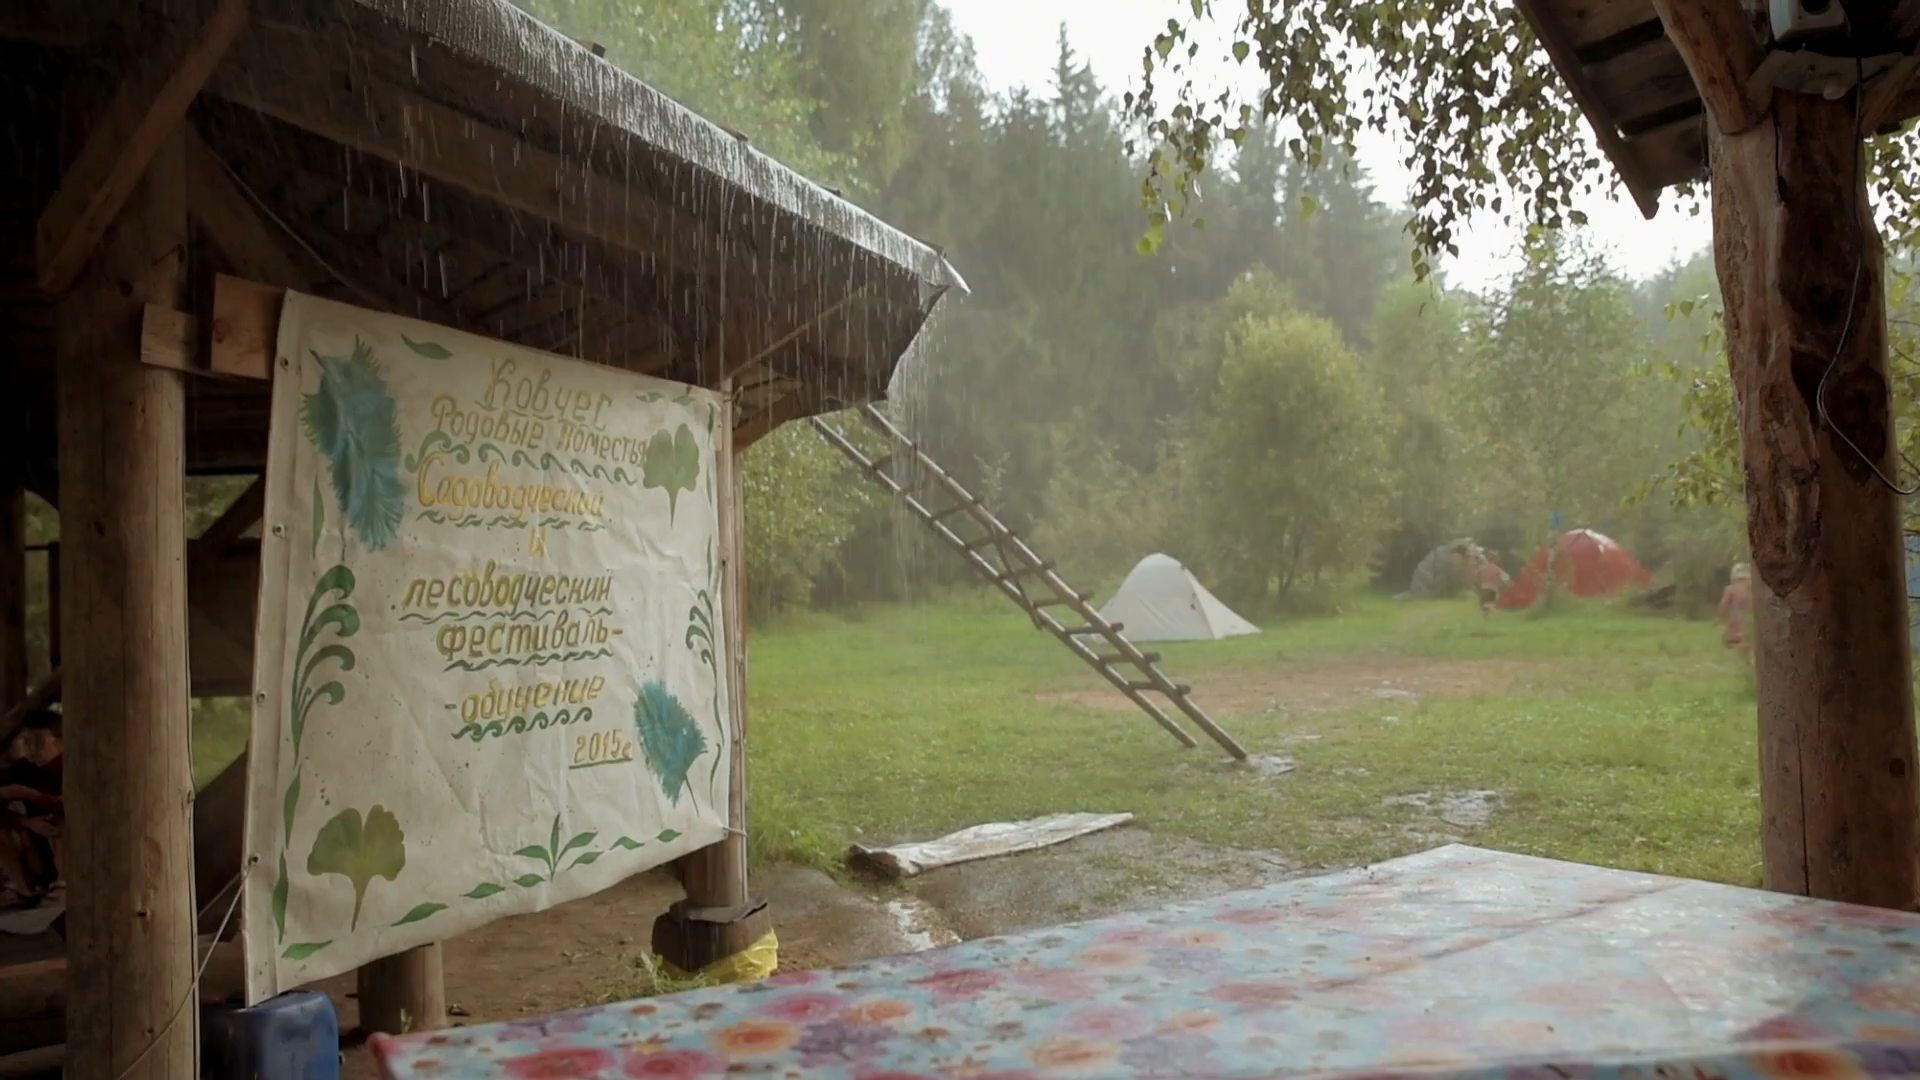 Ковчег
Родовые поместья
Садоводческий
и
лесоводческий
фестиваль-
-обучение
2015г